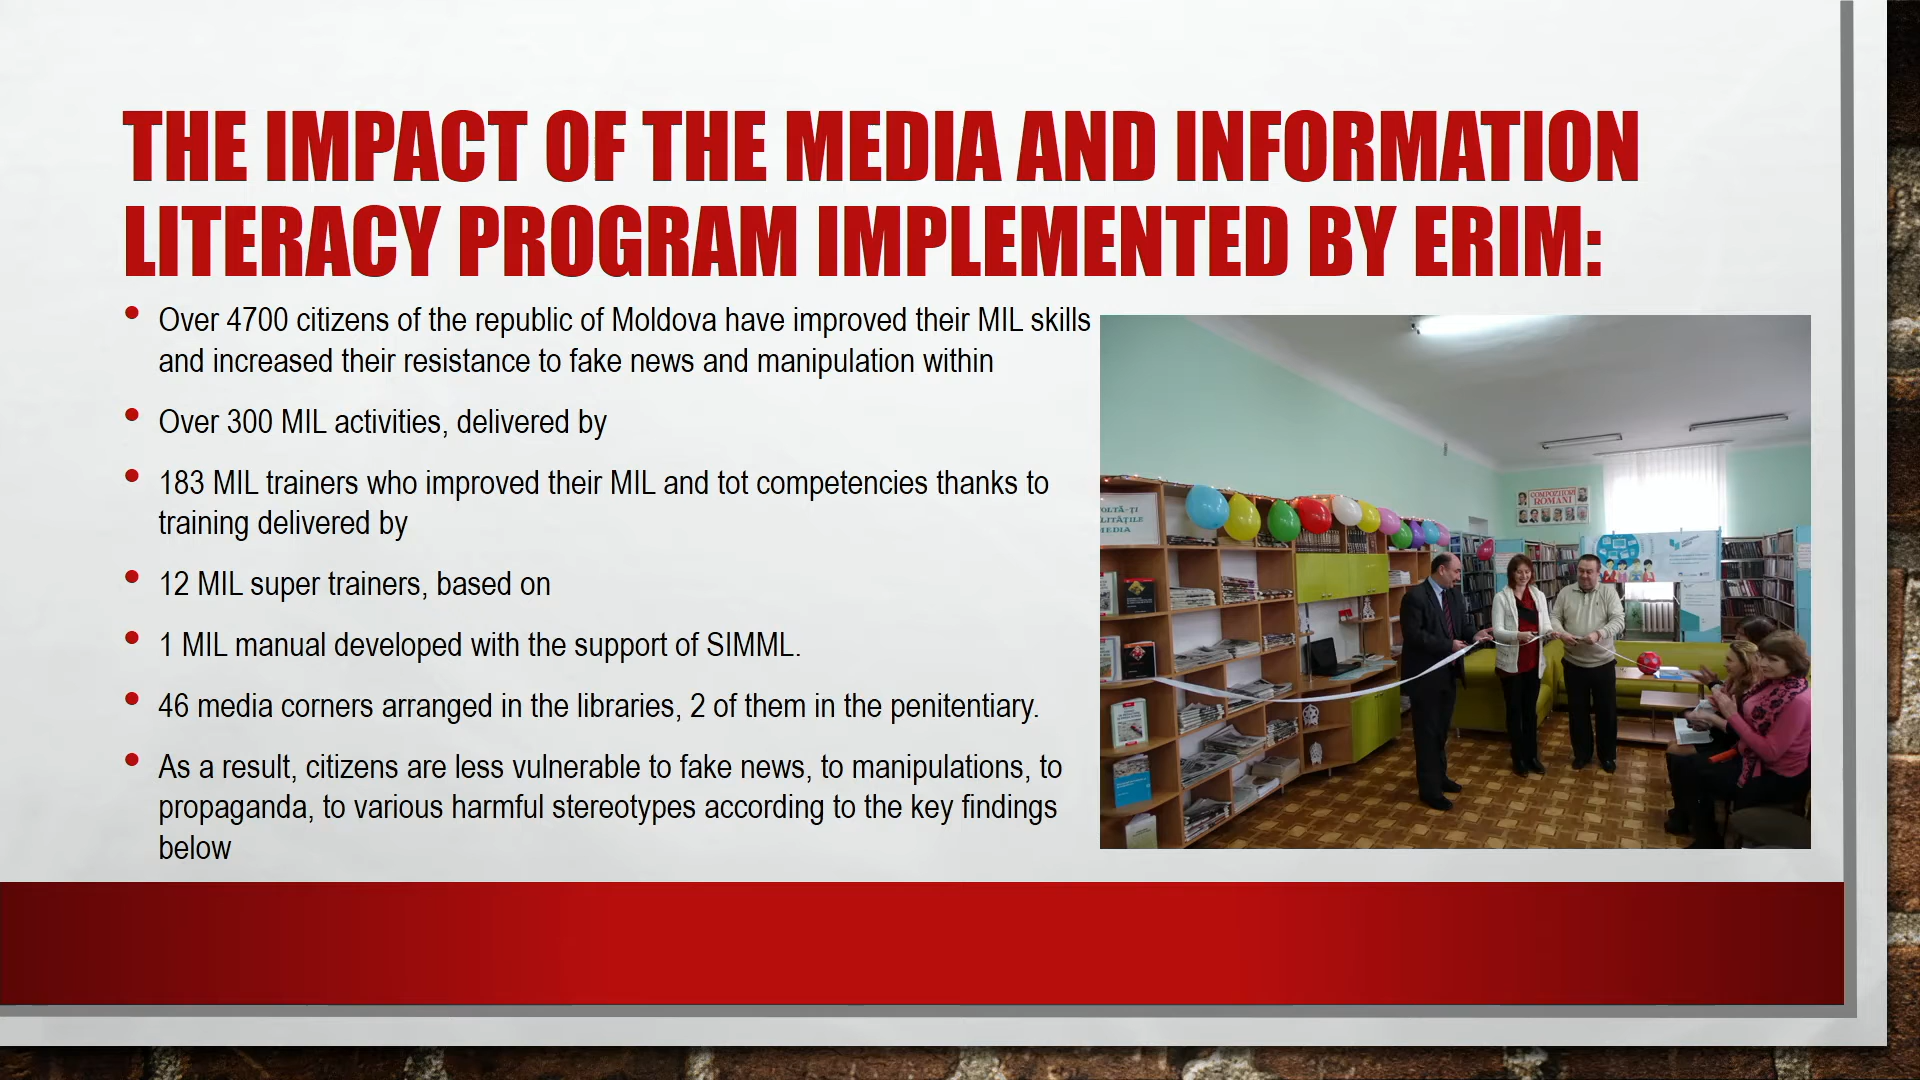 THE IMPACT OF THE MEDIA AND INFORMATION
LITERACY PROGRAM IMPLEMENTED BY ERIM:
Over 4700 citizens of the republic of Moldova have improved their MIL skills
and increased their resistance to fake news and manipulation within
Over 300 MIL activities, delivered by
183 MIL trainers who improved their MIL and tot competencies thanks to
training delivered by
12 MIL super trainers, based on
1 MIL manual developed with the support of SIMML.
46 media corners arranged in the libraries, 2 of them in the penitentiary.
As a result, citizens are less vulnerable to fake news, to manipulations, to
propaganda, to various harmful stereotypes according to the key findings
below
COMPOZITORI
ROMANI